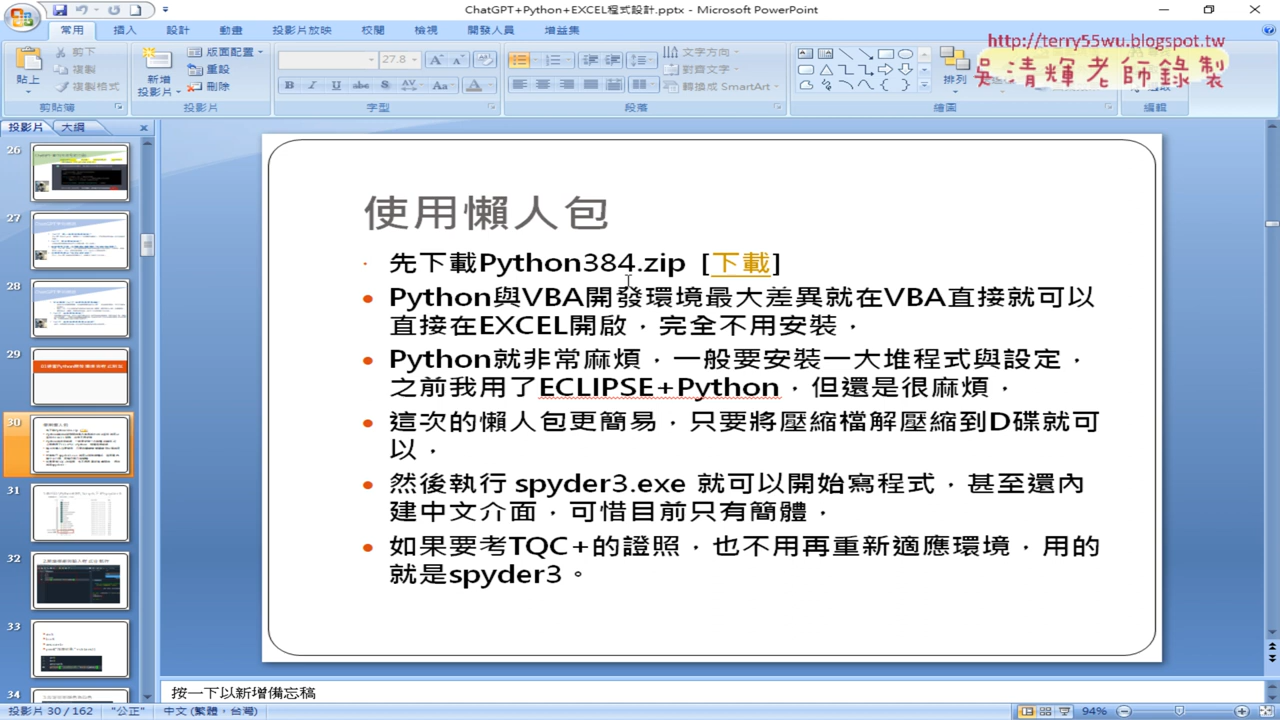 ChatGPT+Python+EXCEL程式設計.pptx - Microsoft PowerPoint
常用 插入 設計 動畫 投影片放映 校閱 檢視 開發人員 增益集
http://terry55wu.blogspot.tw
吳清輝老師錄製
貼上 剪下 複製 複製格式 剪貼簿
新增投影片 版面配置 重設 刪除 投影片
27.8 字型
文字方向 對齊文字 轉換成 SmartArt 段落
排列 繪圖 編輯
投影片 大綱
26
27
28
29
30
31
32
33
34
使用懶人包
先下載Python384.zip [下載]
Python與VBA開發環境最大差異就在VBA直接就可以
直接在EXCEL開啟，完全不用安裝，
Python就非常麻煩，一般要安裝一大堆程式與設定，
之前我用了ECLIPSE+Python，但還是很麻煩，
這次的懶人包更簡易，只要將壓縮檔解壓縮到D碟就可
以，
然後執行 spyder3.exe 就可以開始寫程式，甚至還內
建中文介面，可惜目前只有簡體，
如果要考TQC+的證照，也不用再重新適應環境，用的
就是spyder3。
按一下以新增備忘稿
投影片 30 / 162 "公正" 中文 (繁體，台灣) 94%